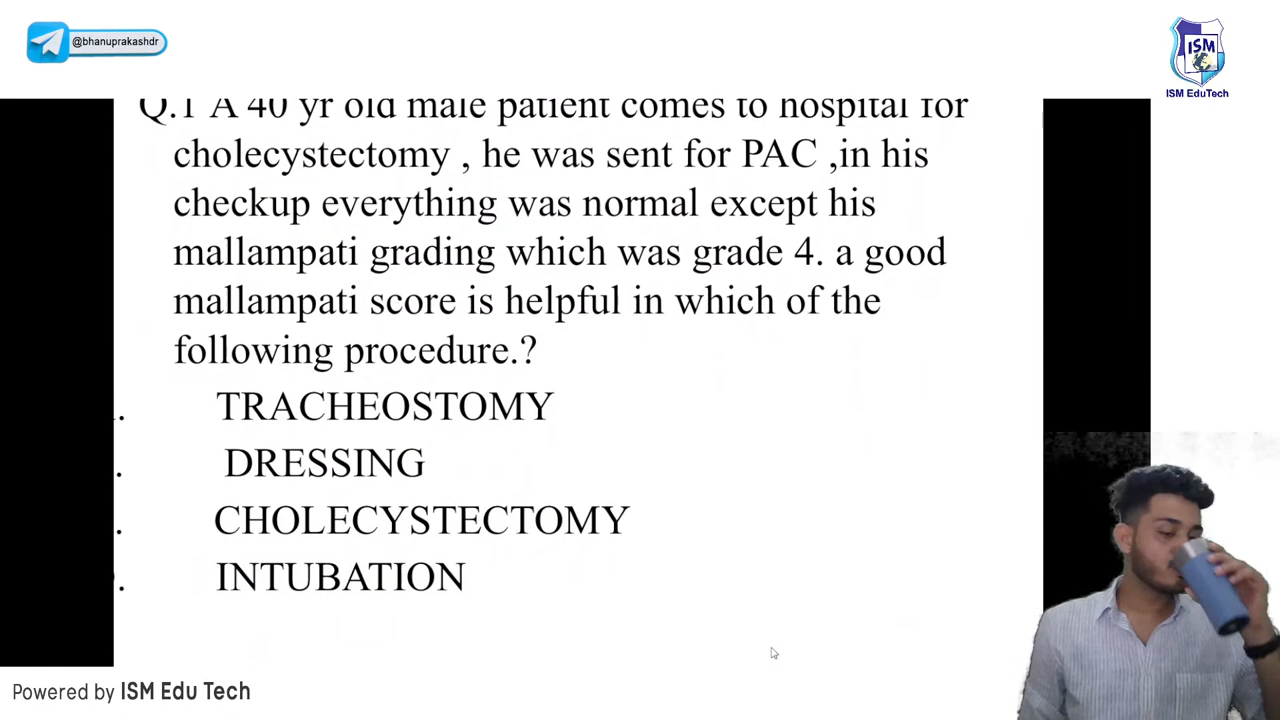 @bhanuprakashdr
ISM
ISM EduTech
Q.1 A 40 yr old male patient comes to hospital for
cholecystectomy , he was sent for PAC ,in his
checkup everything was normal except his
mallampati grading which was grade 4. a good
mallampati score is helpful in which of the
following procedure.?
. TRACHEOSTOMY
. DRESSING
. CHOLECYSTECTOMY
. INTUBATION
Powered by ISM Edu Tech